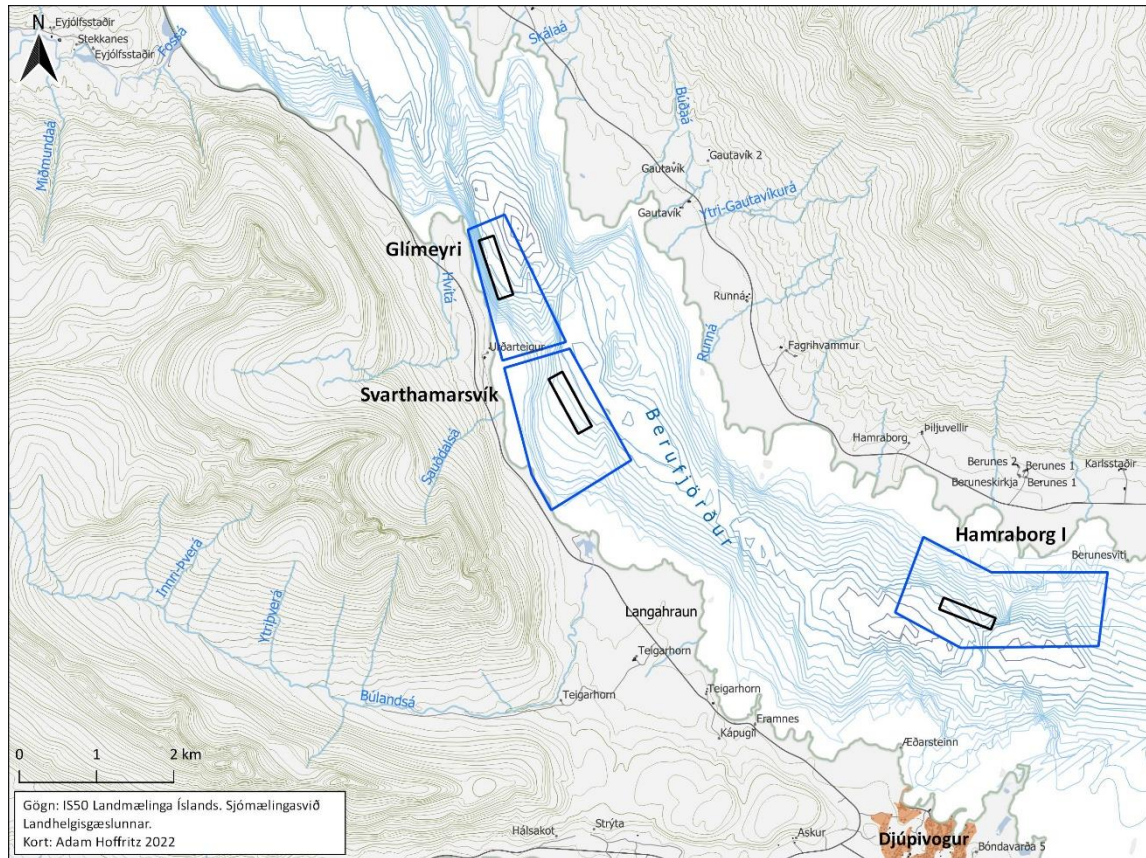 Eyjólfsstaðir
N
Stekkanes
Eyjólfsstaðir
Fossá
Skálaá
Miðmundaá
Búðaá
Gautavík 2
Gautavík
Gautavík
Ytri-Gautavíkurá
Glímeyri
Hvítá
Runná
Runná
Urðarteigur
Fagrihvammur
Svarthamarsvík
Berufjörður
Sauðdalsá
Hamraborg
Þiljuvellir
Berunes 2
Berunes 1
Karlsstaðir
Beruneskirkja
Berunes 1
Hamraborg I
Berunesviti
Innri-Þverá
Ytriþverá
Langahraun
Teigarhorn
Búlandsá
Teigarhorn
Teigarhorn
Framnes
Kápugil
Æðarsteinn
0 1 2 km
Gögn: IS50 Landmælinga Íslands. Sjómælingasvið
Landhelgisgæslunnar.
Kort: Adam Hoffritz 2022
Hálsakot
Strýta
Askur
Djúpivogur
Bóndavarða 5